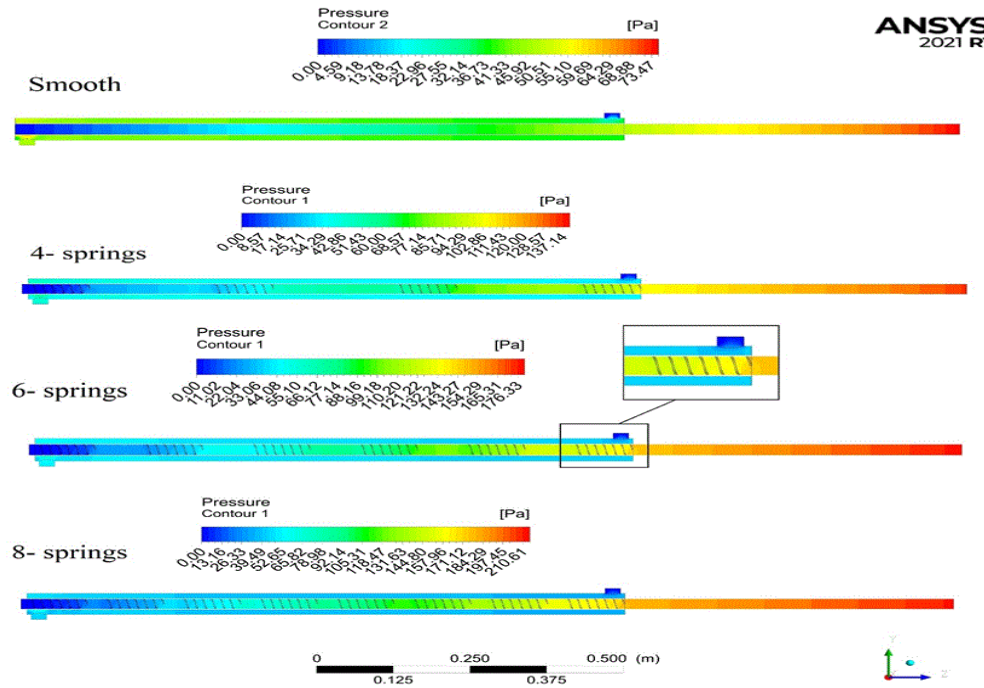 Pressure
Contour 2
[Pa]
0.00 4.59 9.18 13.78 18.37 22.96 27.55 32.14 36.73 41.33 45.92 50.51 55.10 59.69 64.29 68.88 73.47
ANSYS
2021 R
Smooth
Pressure
Contour 1
[Pa]
0.00 8.57 17.14 25.71 34.29 42.86 51.43 60.00 68.57 77.14 85.71 94.29 102.86 111.43 120.00 128.57 137.14
4- springs
Pressure
Contour 1
[Pa]
0.00 11.02 22.04 33.06 44.08 55.10 66.12 77.14 88.16 99.18 110.20 121.22 132.24 143.27 154.29 165.31 176.33
6- springs
Pressure
Contour 1
[Pa]
0.00 13.16 26.33 39.49 52.65 65.82 78.98 92.14 105.31 118.47 131.63 144.80 157.96 171.12 184.29 197.45 210.61
8- springs
0 0.250 0.500 (m)
0.125 0.375
Y
Z